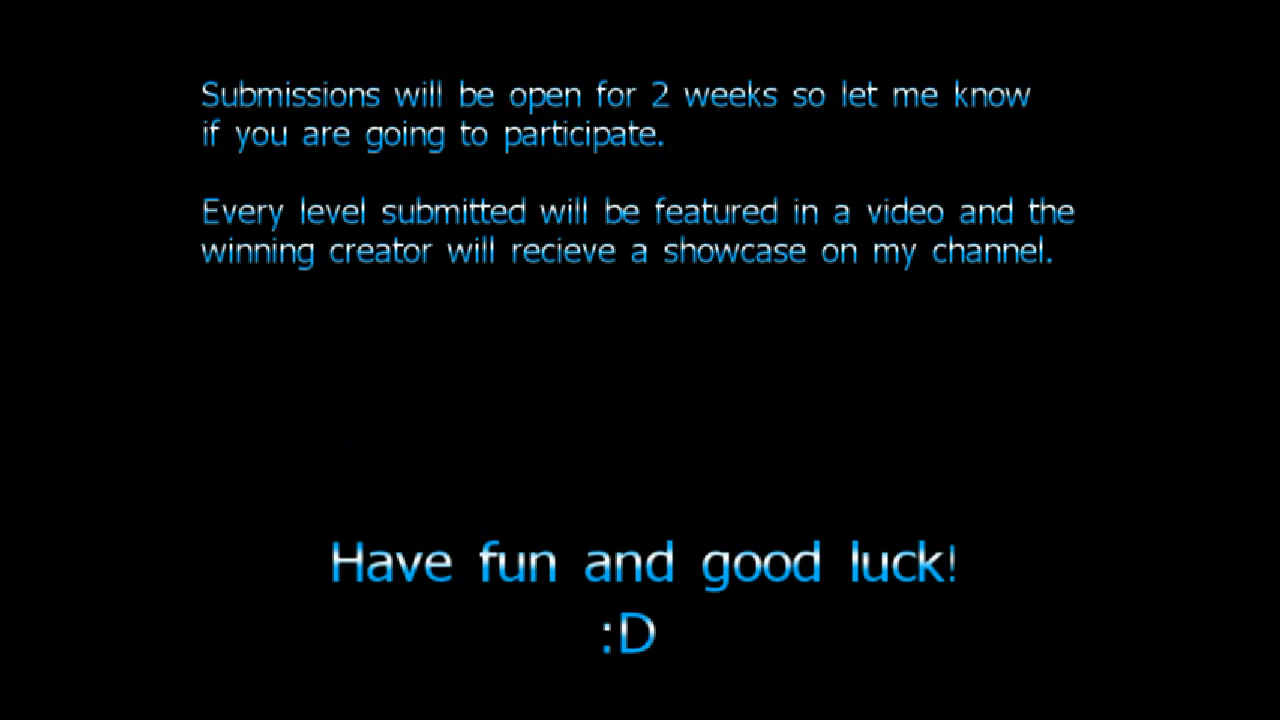 Submissions will be open for 2 weeks so let me know
if you are going to participate.
Every level submitted will be featured in a video and the
winning creator will recieve a showcase on my channel.
Have fun and good luck!
:D